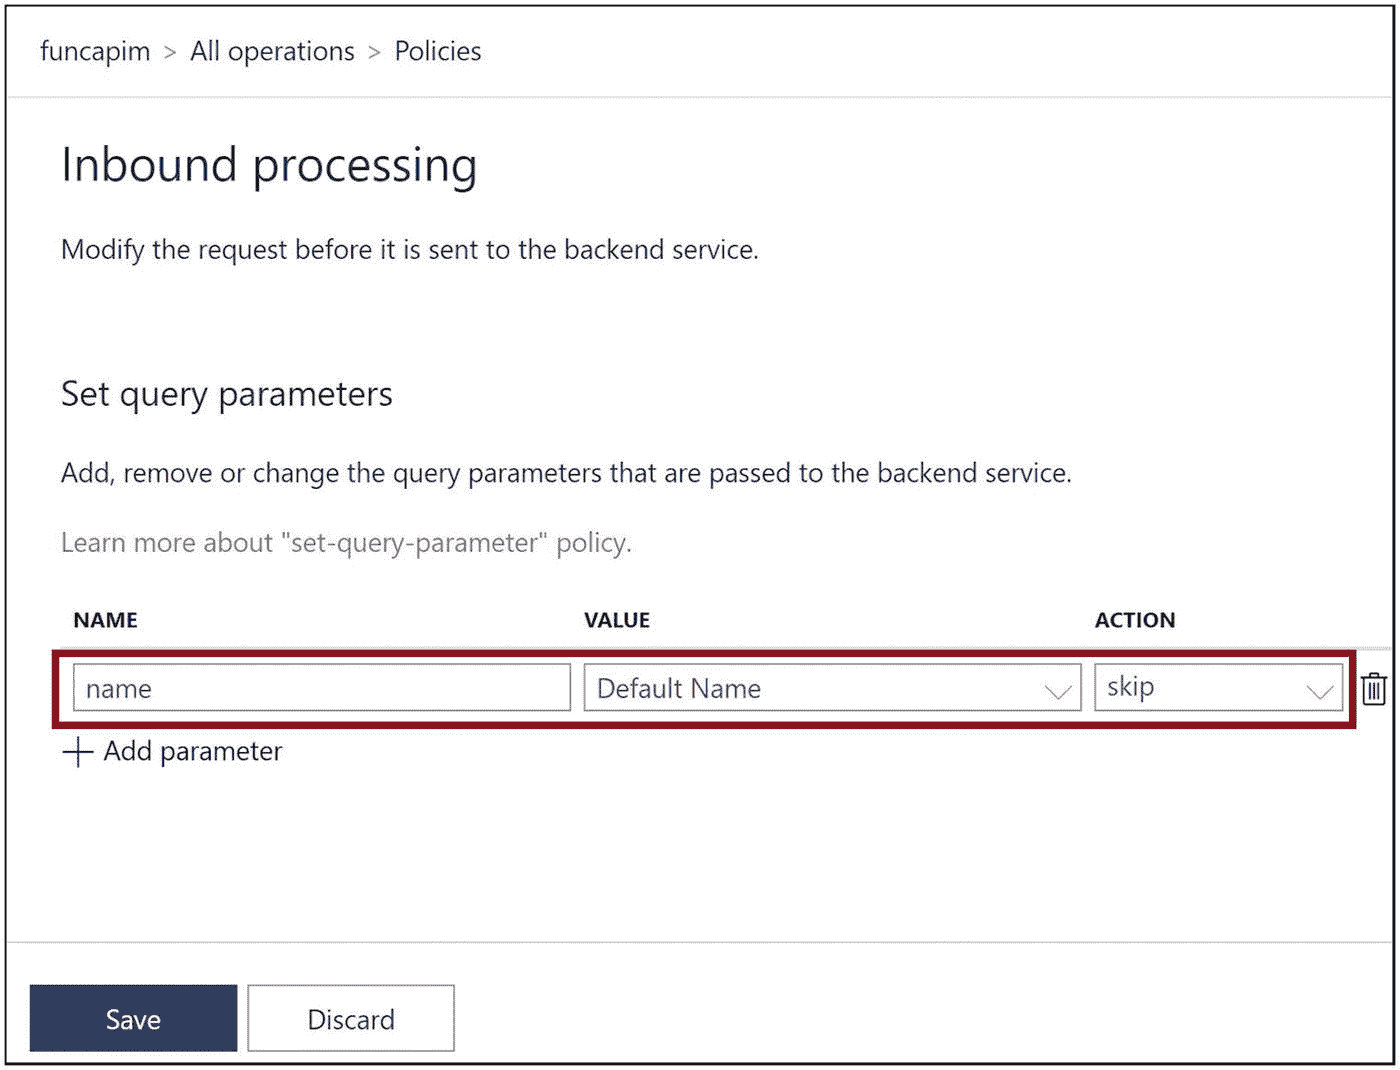 funcapim > All operations > Policies
Inbound processing
Modify the request before it is sent to the backend service.
Set query parameters
Add, remove or change the query parameters that are passed to the backend service.
Learn more about "set-query-parameter" policy.
NAME VALUE ACTION
name Default Name skip
Add parameter
Save Discard